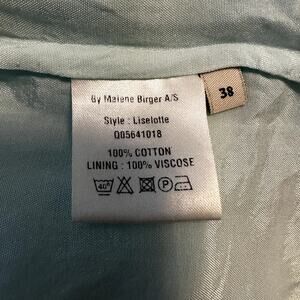 By Malene Birger A/S
38
Style : Liselotte
Q05641018
100% COTTON
LINING : 100% VISCOSE
40° P